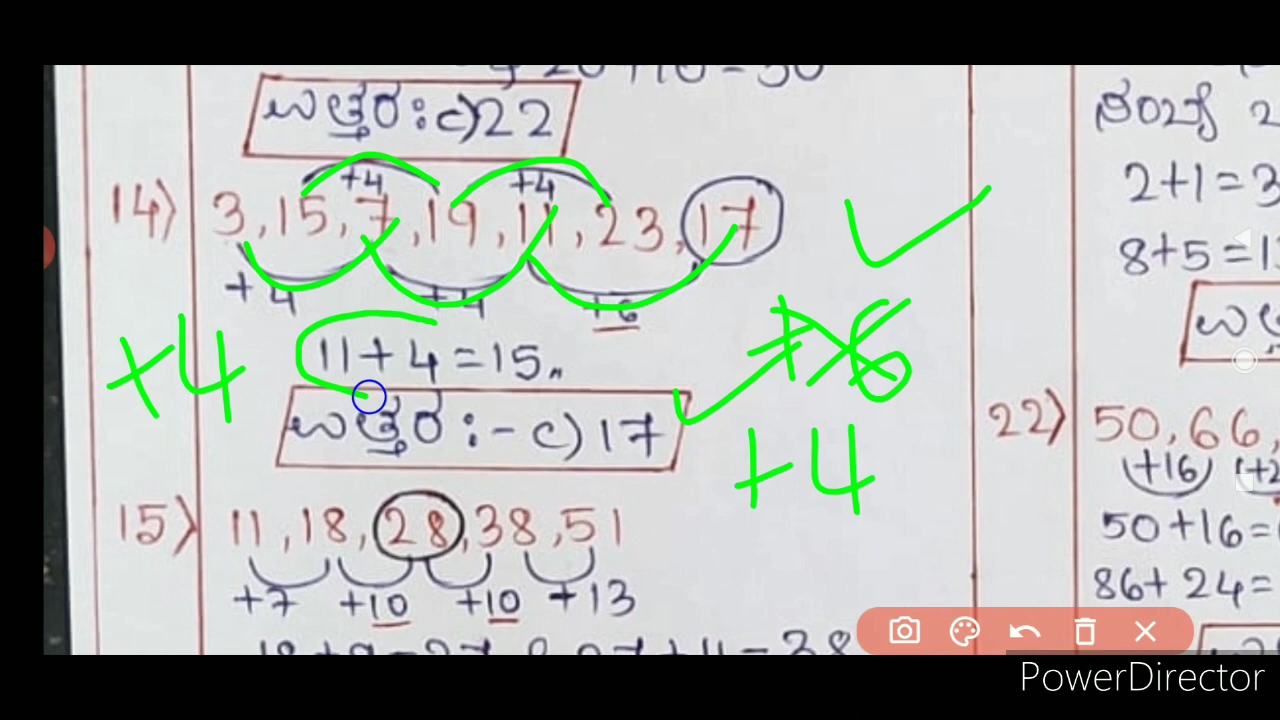 ಉತ್ತರ : c) 22
14) 3, 15, 7, 19, 11, 23, 17
+4 +4
+4 +4 +6
11 + 4 = 15 „
ಉತ್ತರ :- c) 17
+4
+6
+4
15) 11, 18, 28, 38, 51
+7 +10 +10 +13
2+1=3
8+5=1
22) 50, 66,
(+16) (+2
50+16=
86+24=
PowerDirector